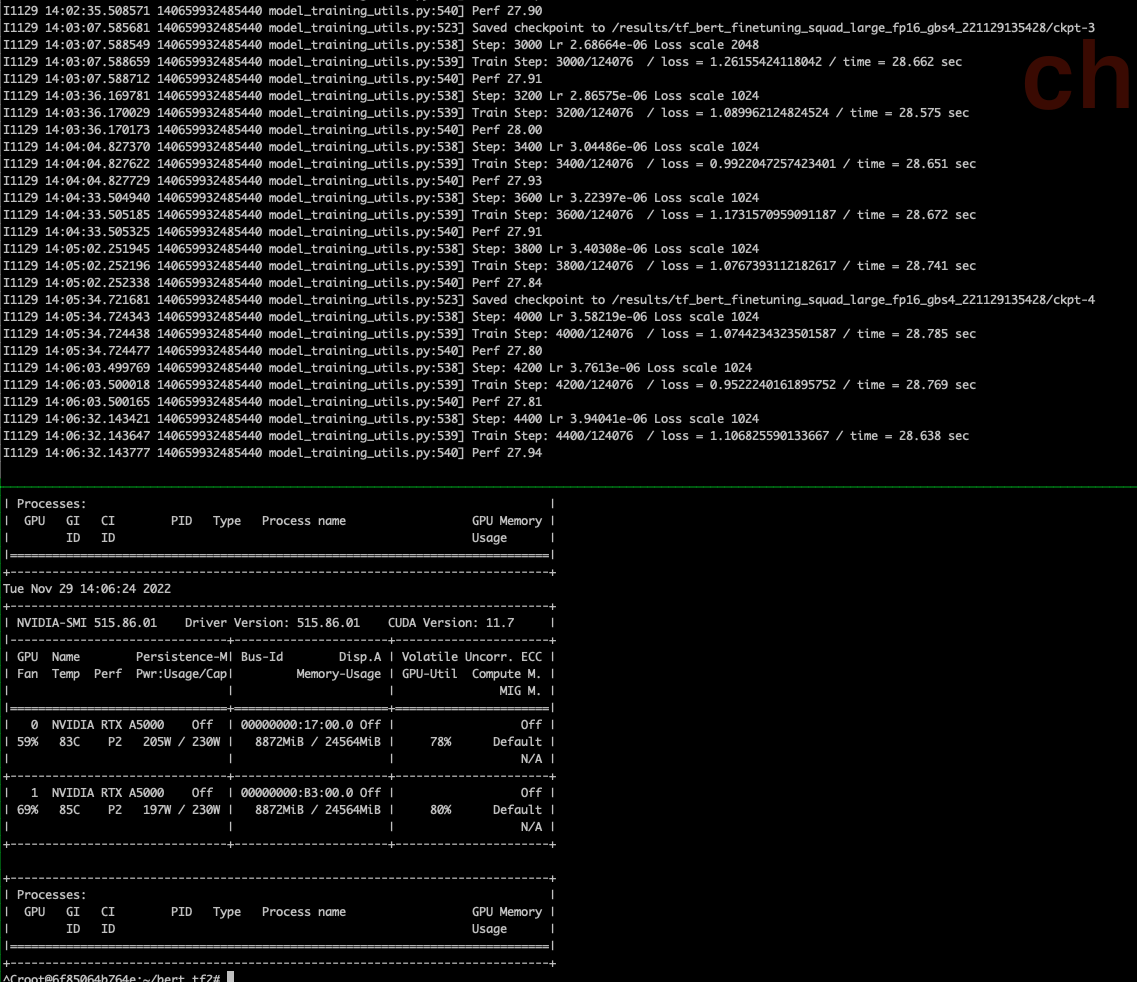 I1129 14:02:35.508571 140659932485440 model_training_utils.py:540] Perf 27.90
I1129 14:03:07.585681 140659932485440 model_training_utils.py:523] Saved checkpoint to /results/tf_bert_finetuning_squad_large_fp16_gbs4_221129135428/ckpt-3
I1129 14:03:07.588549 140659932485440 model_training_utils.py:538] Step: 3000 Lr 2.68664e-06 Loss scale 2048
I1129 14:03:07.588659 140659932485440 model_training_utils.py:539] Train Step: 3000/124076  / loss = 1.26155424118042 / time = 28.662 sec
I1129 14:03:07.588712 140659932485440 model_training_utils.py:540] Perf 27.91
I1129 14:03:36.169781 140659932485440 model_training_utils.py:538] Step: 3200 Lr 2.86575e-06 Loss scale 1024
I1129 14:03:36.170029 140659932485440 model_training_utils.py:539] Train Step: 3200/124076  / loss = 1.089962124824524 / time = 28.575 sec
I1129 14:03:36.170173 140659932485440 model_training_utils.py:540] Perf 28.00
I1129 14:04:04.827370 140659932485440 model_training_utils.py:538] Step: 3400 Lr 3.04486e-06 Loss scale 1024
I1129 14:04:04.827622 140659932485440 model_training_utils.py:539] Train Step: 3400/124076  / loss = 0.9922047257423401 / time = 28.651 sec
I1129 14:04:04.827729 140659932485440 model_training_utils.py:540] Perf 27.93
I1129 14:04:33.504940 140659932485440 model_training_utils.py:538] Step: 3600 Lr 3.22397e-06 Loss scale 1024
I1129 14:04:33.505185 140659932485440 model_training_utils.py:539] Train Step: 3600/124076  / loss = 1.1731570959091187 / time = 28.672 sec
I1129 14:04:33.505325 140659932485440 model_training_utils.py:540] Perf 27.91
I1129 14:05:02.251945 140659932485440 model_training_utils.py:538] Step: 3800 Lr 3.40308e-06 Loss scale 1024
I1129 14:05:02.252196 140659932485440 model_training_utils.py:539] Train Step: 3800/124076  / loss = 1.0767393112182617 / time = 28.741 sec
I1129 14:05:02.252338 140659932485440 model_training_utils.py:540] Perf 27.84
I1129 14:05:34.721681 140659932485440 model_training_utils.py:523] Saved checkpoint to /results/tf_bert_finetuning_squad_large_fp16_gbs4_221129135428/ckpt-4
I1129 14:05:34.724343 140659932485440 model_training_utils.py:538] Step: 4000 Lr 3.58219e-06 Loss scale 1024
I1129 14:05:34.724438 140659932485440 model_training_utils.py:539] Train Step: 4000/124076  / loss = 1.0744234323501587 / time = 28.785 sec
I1129 14:05:34.724477 140659932485440 model_training_utils.py:540] Perf 27.80
I1129 14:06:03.499769 140659932485440 model_training_utils.py:538] Step: 4200 Lr 3.7613e-06 Loss scale 1024
I1129 14:06:03.500018 140659932485440 model_training_utils.py:539] Train Step: 4200/124076  / loss = 0.9522240161895752 / time = 28.769 sec
I1129 14:06:03.500165 140659932485440 model_training_utils.py:540] Perf 27.81
I1129 14:06:32.143421 140659932485440 model_training_utils.py:538] Step: 4400 Lr 3.94041e-06 Loss scale 1024
I1129 14:06:32.143647 140659932485440 model_training_utils.py:539] Train Step: 4400/124076  / loss = 1.106825590133667 / time = 28.638 sec
I1129 14:06:32.143777 140659932485440 model_training_utils.py:540] Perf 27.94
ch
| Processes: |
| GPU GI CI PID Type Process name GPU Memory |
| ID ID Usage |
Tue Nov 29 14:06:24 2022
| NVIDIA-SMI 515.86.01 Driver Version: 515.86.01 CUDA Version: 11.7 |
| GPU Name Persistence-M| Bus-Id Disp.A | Volatile Uncorr. ECC |
| Fan Temp Perf Pwr:Usage/Cap| Memory-Usage | GPU-Util Compute M. |
| | | MIG M. |
| 0 NVIDIA RTX A5000 Off | 00000000:17:00.0 Off | Off |
| 59% 83C P2 205W / 230W | 8872MiB / 24564MiB | 78% Default |
| | | N/A |
| 1 NVIDIA RTX A5000 Off | 00000000:B3:00.0 Off | Off |
| 69% 85C P2 197W / 230W | 8872MiB / 24564MiB | 80% Default |
| | | N/A |
| Processes: |
| GPU GI CI PID Type Process name GPU Memory |
| ID ID Usage |
^Croot@6f85064b764e:~/bert_tf2#